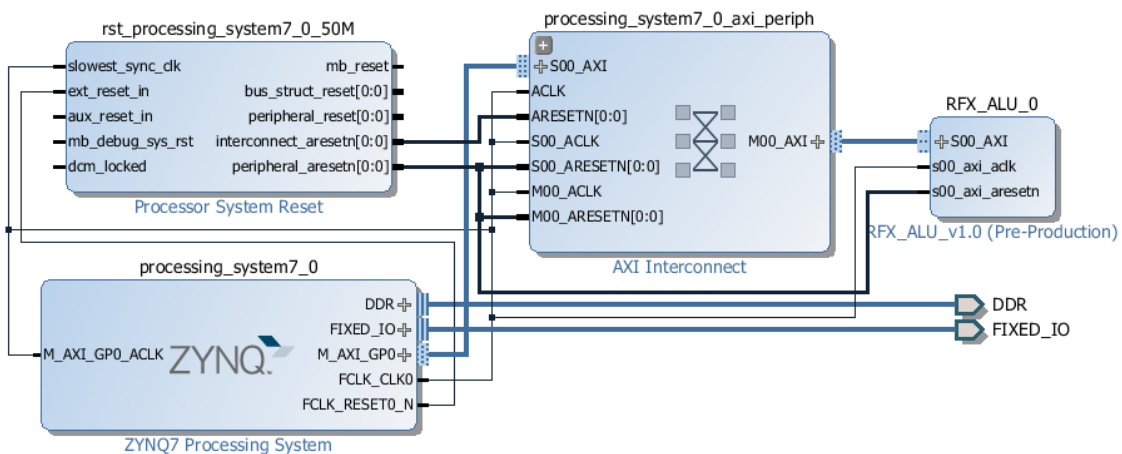 rst_processing_system7_0_50M
slowest_sync_clk
ext_reset_in
aux_reset_in
mb_debug_sys_rst
dcm_locked
mb_reset
bus_struct_reset[0:0]
peripheral_reset[0:0]
interconnect_aresetn[0:0]
peripheral_aresetn[0:0]
Processor System Reset
processing_system7_0_axi_periph
S00_AXI
ACLK
ARESETN[0:0]
S00_ACLK
S00_ARESETN[0:0]
M00_ACLK
M00_ARESETN[0:0]
M00_AXI
AXI Interconnect
RFX_ALU_0
S00_AXI
s00_axi_aclk
s00_axi_aresetn
RFX_ALU_v1.0 (Pre-Production)
processing_system7_0
M_AXI_GP0_ACLK
ZYNQ
DDR
FIXED_IO
M_AXI_GP0
FCLK_CLK0
FCLK_RESET0_N
ZYNQ7 Processing System
DDR
FIXED_IO